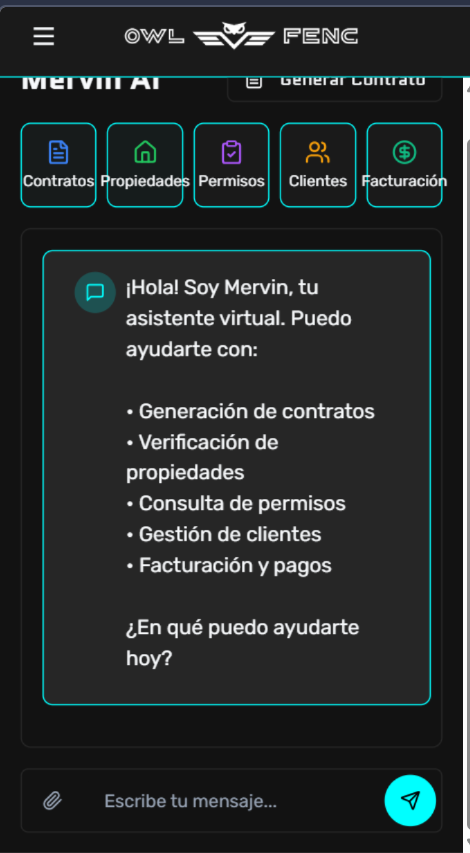 OWL FENC
Mervin AI
Generar Contrato
Contratos
Propiedades
Permisos
Clientes
Facturación
¡Hola! Soy Mervin, tu
asistente virtual. Puedo
ayudarte con:
• Generación de contratos
• Verificación de
propiedades
• Consulta de permisos
• Gestión de clientes
• Facturación y pagos
¿En qué puedo ayudarte
hoy?
Escribe tu mensaje...